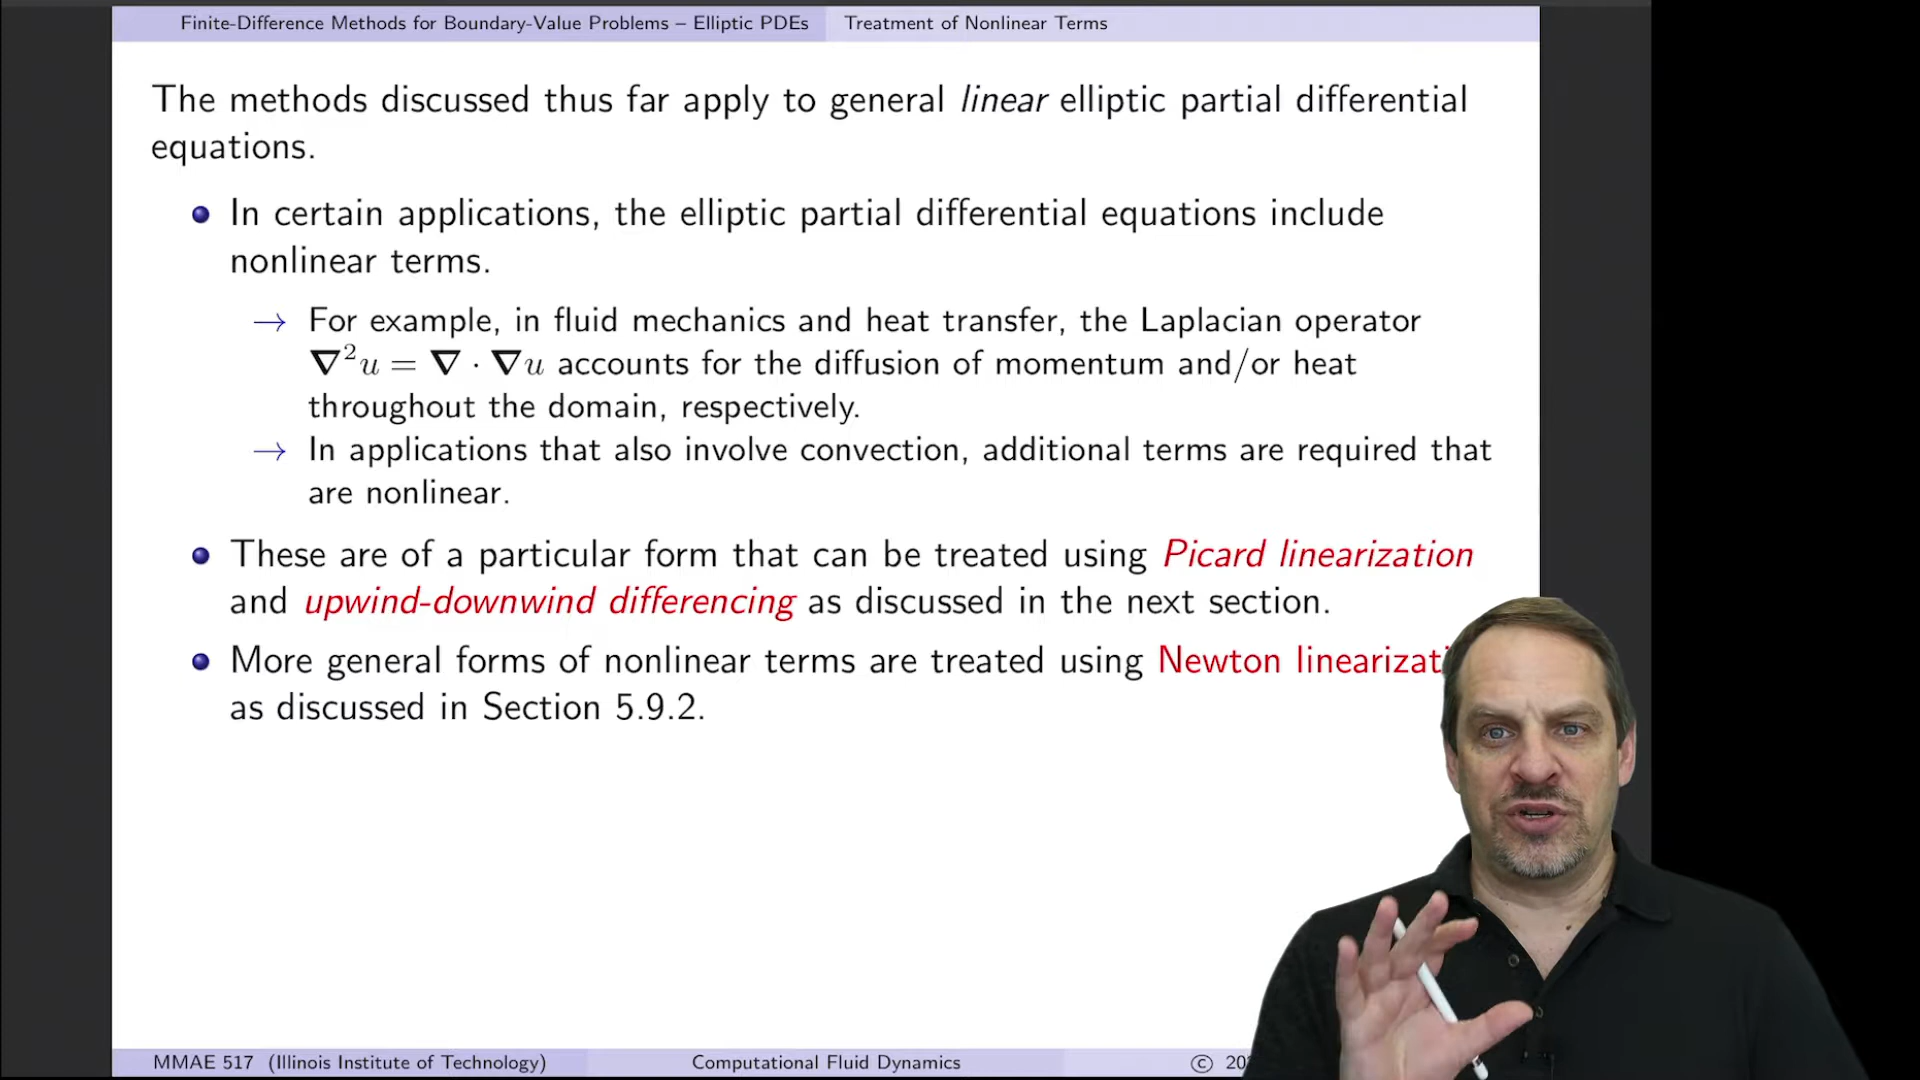 Finite-Difference Methods for Boundary-Value Problems – Elliptic PDEs Treatment of Nonlinear Terms
The methods discussed thus far apply to general linear elliptic partial differential
equations.
In certain applications, the elliptic partial differential equations include
nonlinear terms.
→ For example, in fluid mechanics and heat transfer, the Laplacian operator
∇²u = ∇ · ∇u accounts for the diffusion of momentum and/or heat
throughout the domain, respectively.
→ In applications that also involve convection, additional terms are required that
are nonlinear.
These are of a particular form that can be treated using Picard linearization
and upwind-downwind differencing as discussed in the next section.
More general forms of nonlinear terms are treated using Newton
as discussed in Section 5.9.2.
MMAE 517 (Illinois Institute of Technology) Computational Fluid Dynamics ©